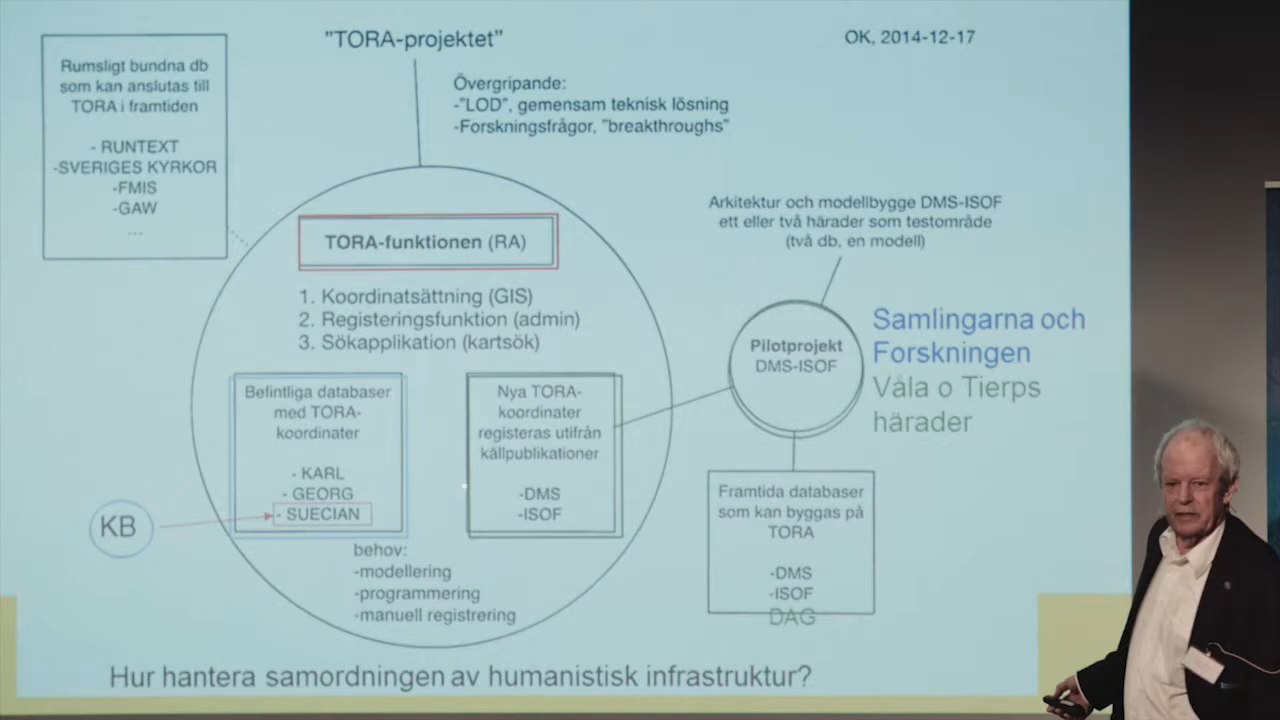 "TORA-projektet"
OK, 2014-12-17
Rumsligt bundna db
som kan anslutas till
TORA i framtiden
- RUNTEXT
-SVERIGES KYRKOR
-FMIS
-GAW
...
Övergripande:
-"LOD", gemensam teknisk lösning
-Forskningsfrågor, "breakthroughs"
TORA-funktionen (RA)
1. Koordinatsättning (GIS)
2. Registeringsfunktion (admin)
3. Sökapplikation (kartsök)
Befintliga databaser
med TORA-
koordinater
- KARL
- GEORG
- SUECIAN
KB
Nya TORA-
koordinater
registeras utifrån
källpublikationer
-DMS
-ISOF
behov:
-modellering
-programmering
-manuell registrering
Arkitektur och modellbygge DMS-ISOF
ett eller två härader som testområde
(två db, en modell)
Pilotprojekt
DMS-ISOF
Samlingarna och
Forskningen
Våla o Tierps
härader
Framtida databaser
som kan byggas på
TORA
-DMS
-ISOF
DAG
Hur hantera samordningen av humanistisk infrastruktur?